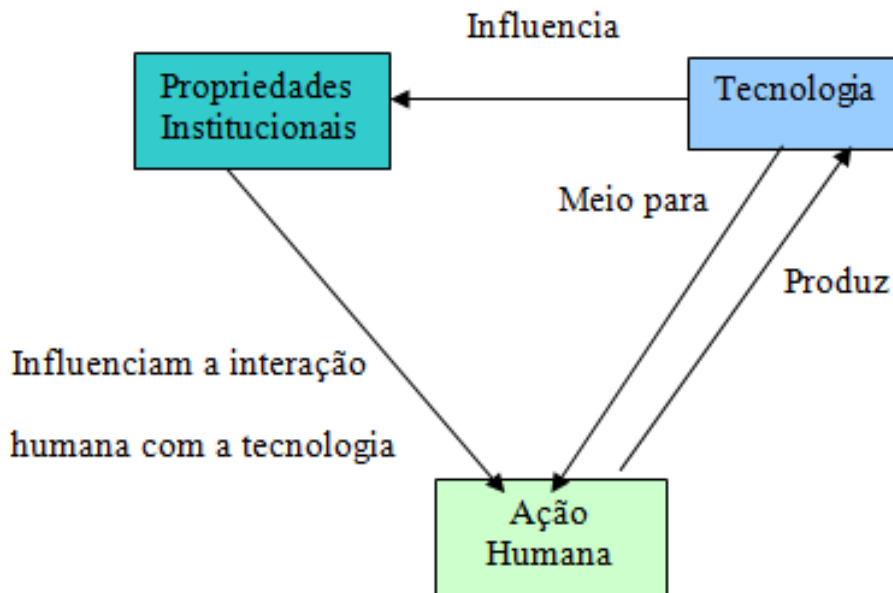 Influencia
Propriedades
Institucionais
Tecnologia
Meio para
Produz
Influenciam a interação
humana com a tecnologia
Ação
Humana